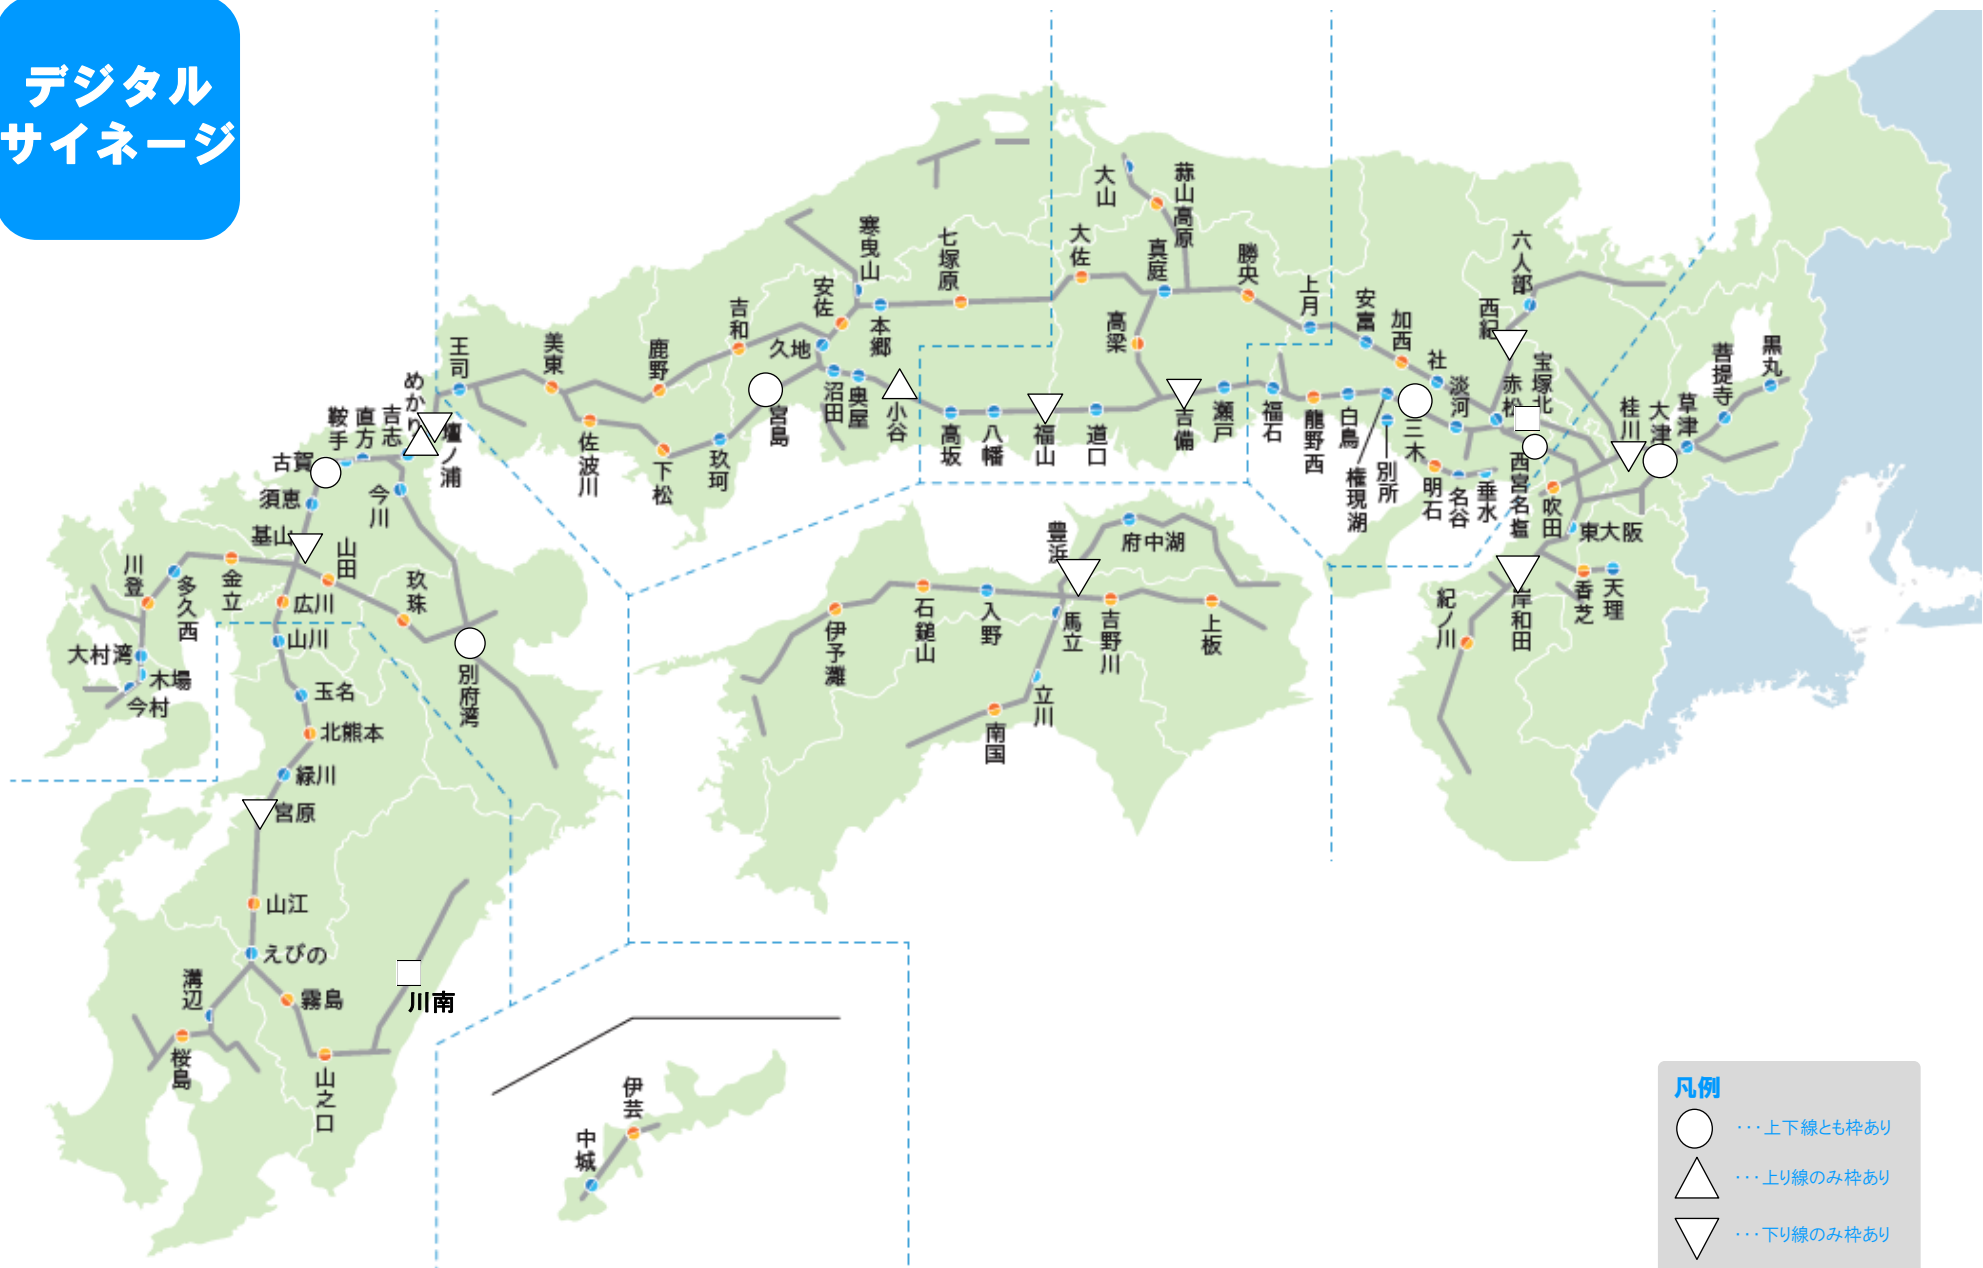 デジタル
サイネージ
大山
蒜山高原
寒曳山
七塚原
大佐
真庭
勝央
六人部
上月
安佐
本郷
吉和
久地
高梁
安富
加西
西紀
社
宝塚北
菩提寺
黒丸
王司
美東
鹿野
沼田
奥屋
小谷
宮島
淡河
赤松
桂川
大津
草津
めかり
壇ノ浦
鞍手
直方
吉志
古賀
佐波川
下松
玖珂
高坂
八幡
福山
道口
吉備
瀬戸
福石
龍野西
白鳥
権現湖
別所
三木
明石
名谷
垂水
西宮名塩
吹田
東大阪
須恵
今川
基山
山田
川登
多久西
金立
玖珠
広川
山川
豊浜
府中湖
香芝
天理
岸和田
紀ノ川
石鎚山
入野
馬立
吉野川
上板
伊予灘
大村湾
木場
今村
玉名
別府湾
立川
南国
北熊本
緑川
宮原
山江
えびの
溝辺
霧島
川南
桜島
山之口
伊芸
中城
凡例
・・・上下線とも枠あり
・・・上り線のみ枠あり
・・・下り線のみ枠あり